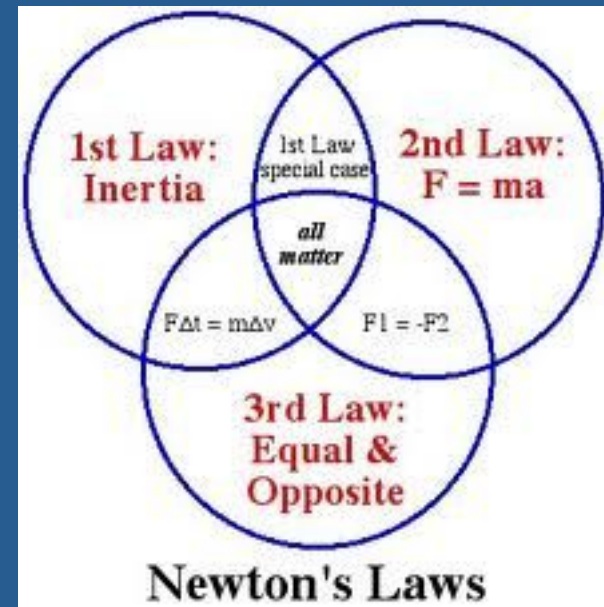 1st Law:
Inertia
1st Law
special case
2nd Law:
F = ma
all
matter
FΔt = mΔv
F1 = -F2
3rd Law:
Equal &
Opposite
Newton's Laws